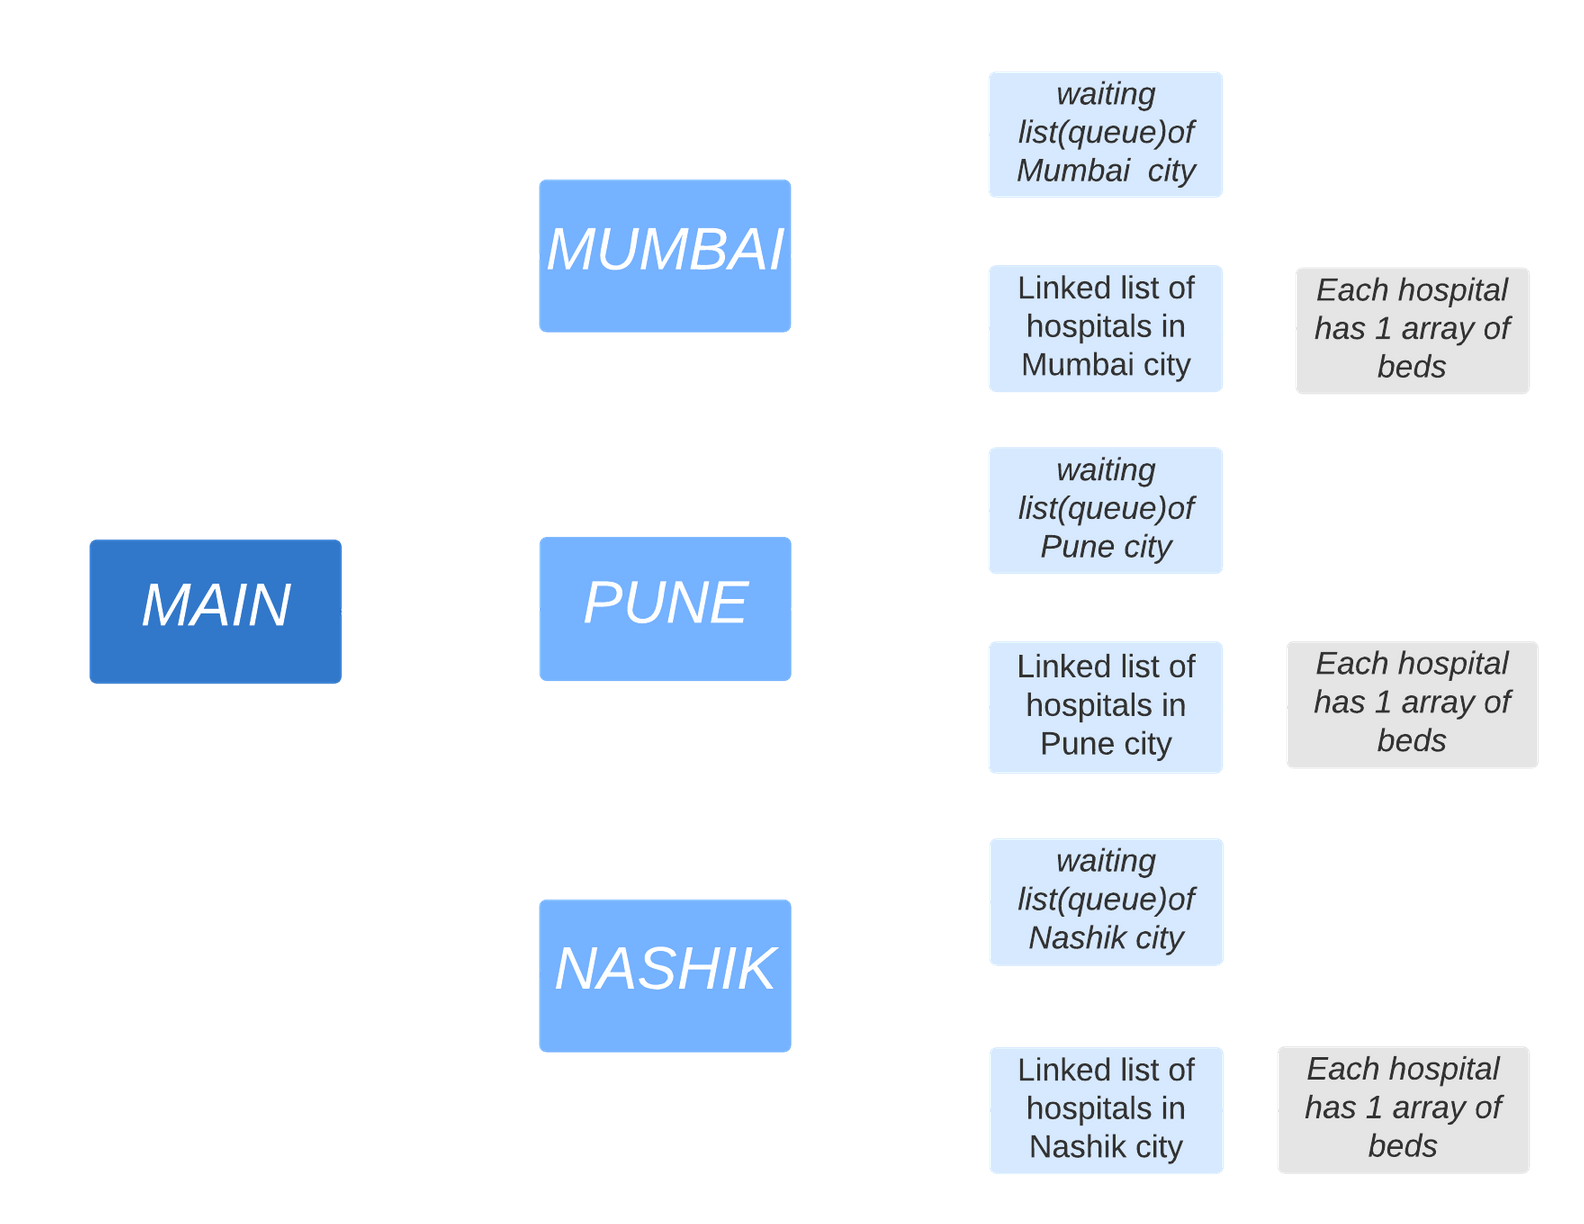 MAIN
MUMBAI
waiting
list(queue)of
Mumbai  city
Linked list of
hospitals in
Mumbai city
Each hospital
has 1 array of
beds
PUNE
waiting
list(queue)of
Pune city
Linked list of
hospitals in
Pune city
Each hospital
has 1 array of
beds
NASHIK
waiting
list(queue)of
Nashik city
Linked list of
hospitals in
Nashik city
Each hospital
has 1 array of
beds